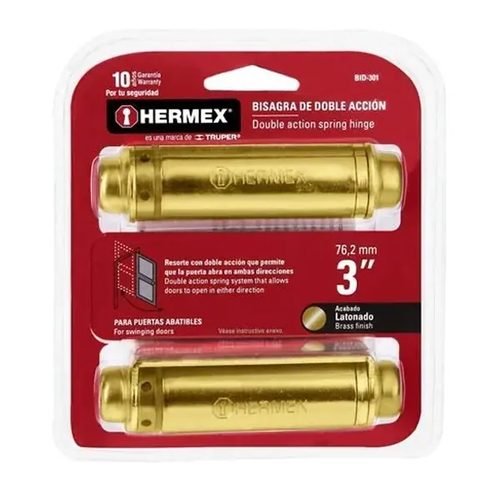 10 años Garantía
Warranty
Por tu seguridad
BID-301
HERMEX®
es una marca de TRUPER®
BISAGRA DE DOBLE ACCIÓN
Double action spring hinge
HERMEX
76,2 mm
3"
Resorte con doble acción que permite
que la puerta abra en ambas direcciones
Double action spring system that allows
doors to open in either direction
Acabado
Latonado
Brass finish
PARA PUERTAS ABATIBLES
For swinging doors
Véase instructivo anexo.
HERMEX